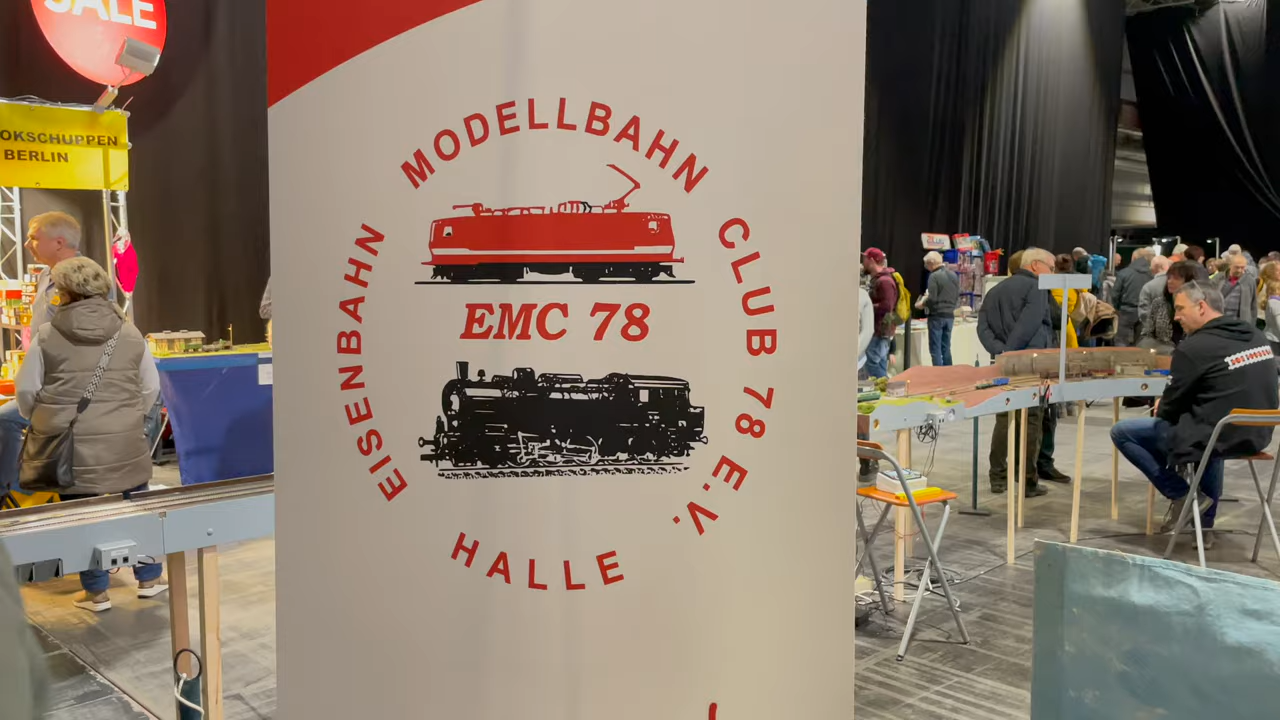 SALE
OKSCHUPPEN
BERLIN
EISENBAHN MODELLBAHN CLUB 78 E.V.
EMC 78
HALLE